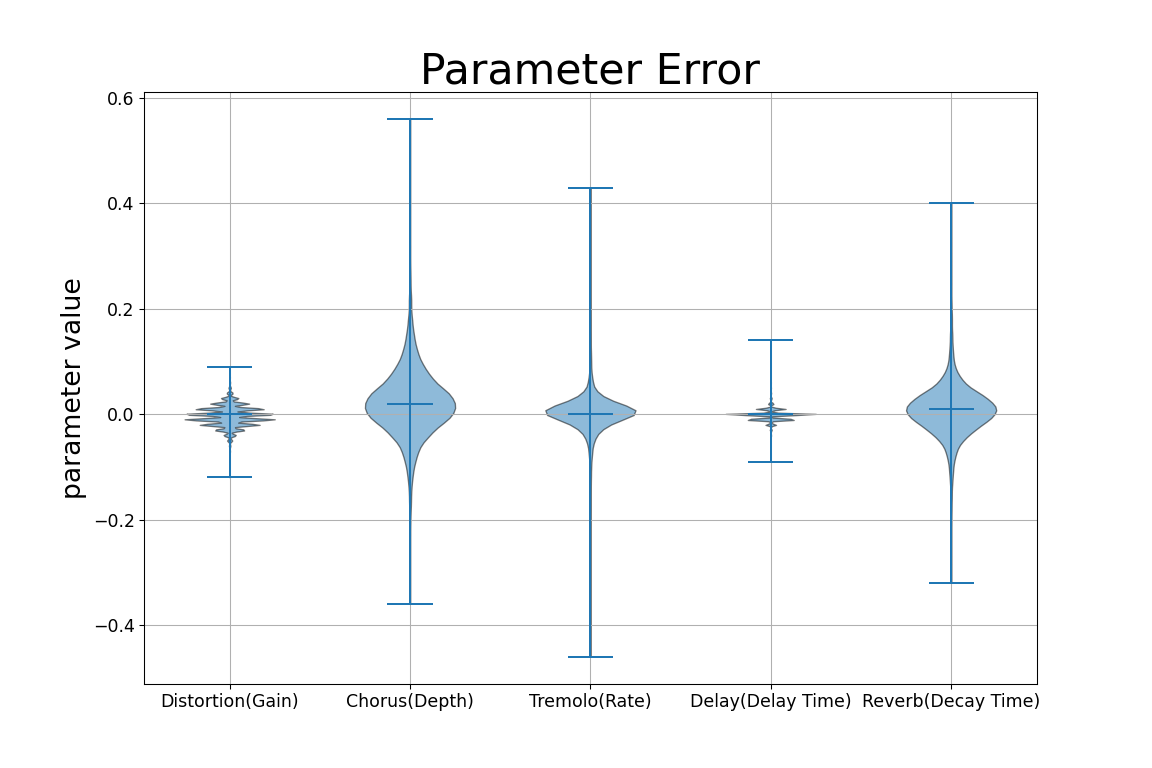 Parameter Error
parameter value
0.6
0.4
0.2
0.0
−0.2
−0.4
Distortion(Gain) Chorus(Depth) Tremolo(Rate) Delay(Delay Time) Reverb(Decay Time)